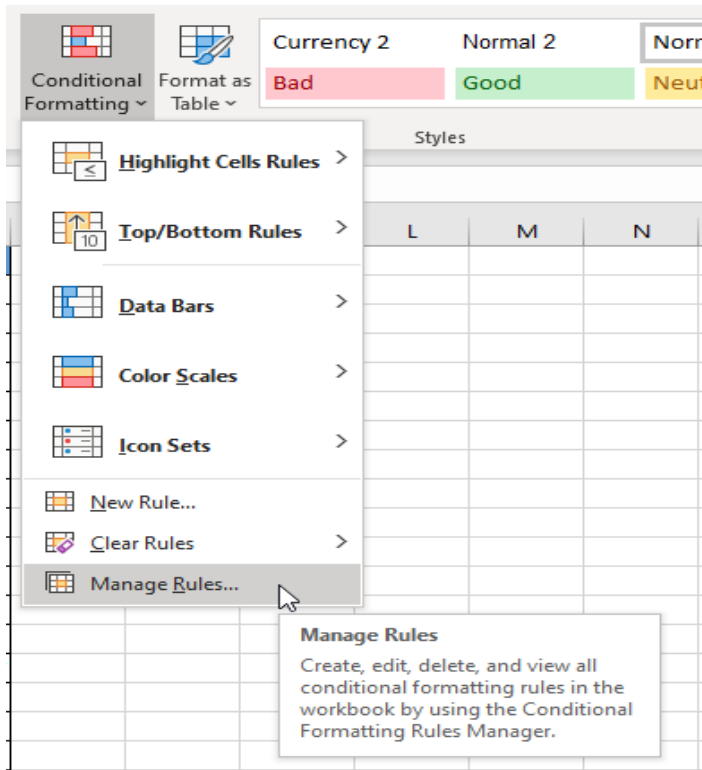 Conditional
Formatting
Format as
Table
Currency 2
Normal 2
Bad
Good
Styles
≤
Highlight Cells Rules
10
Top/Bottom Rules
L
M
N
Data Bars
Color Scales
Icon Sets
New Rule...
Clear Rules
Manage Rules...
Manage Rules
Create, edit, delete, and view all
conditional formatting rules in the
workbook by using the Conditional
Formatting Rules Manager.